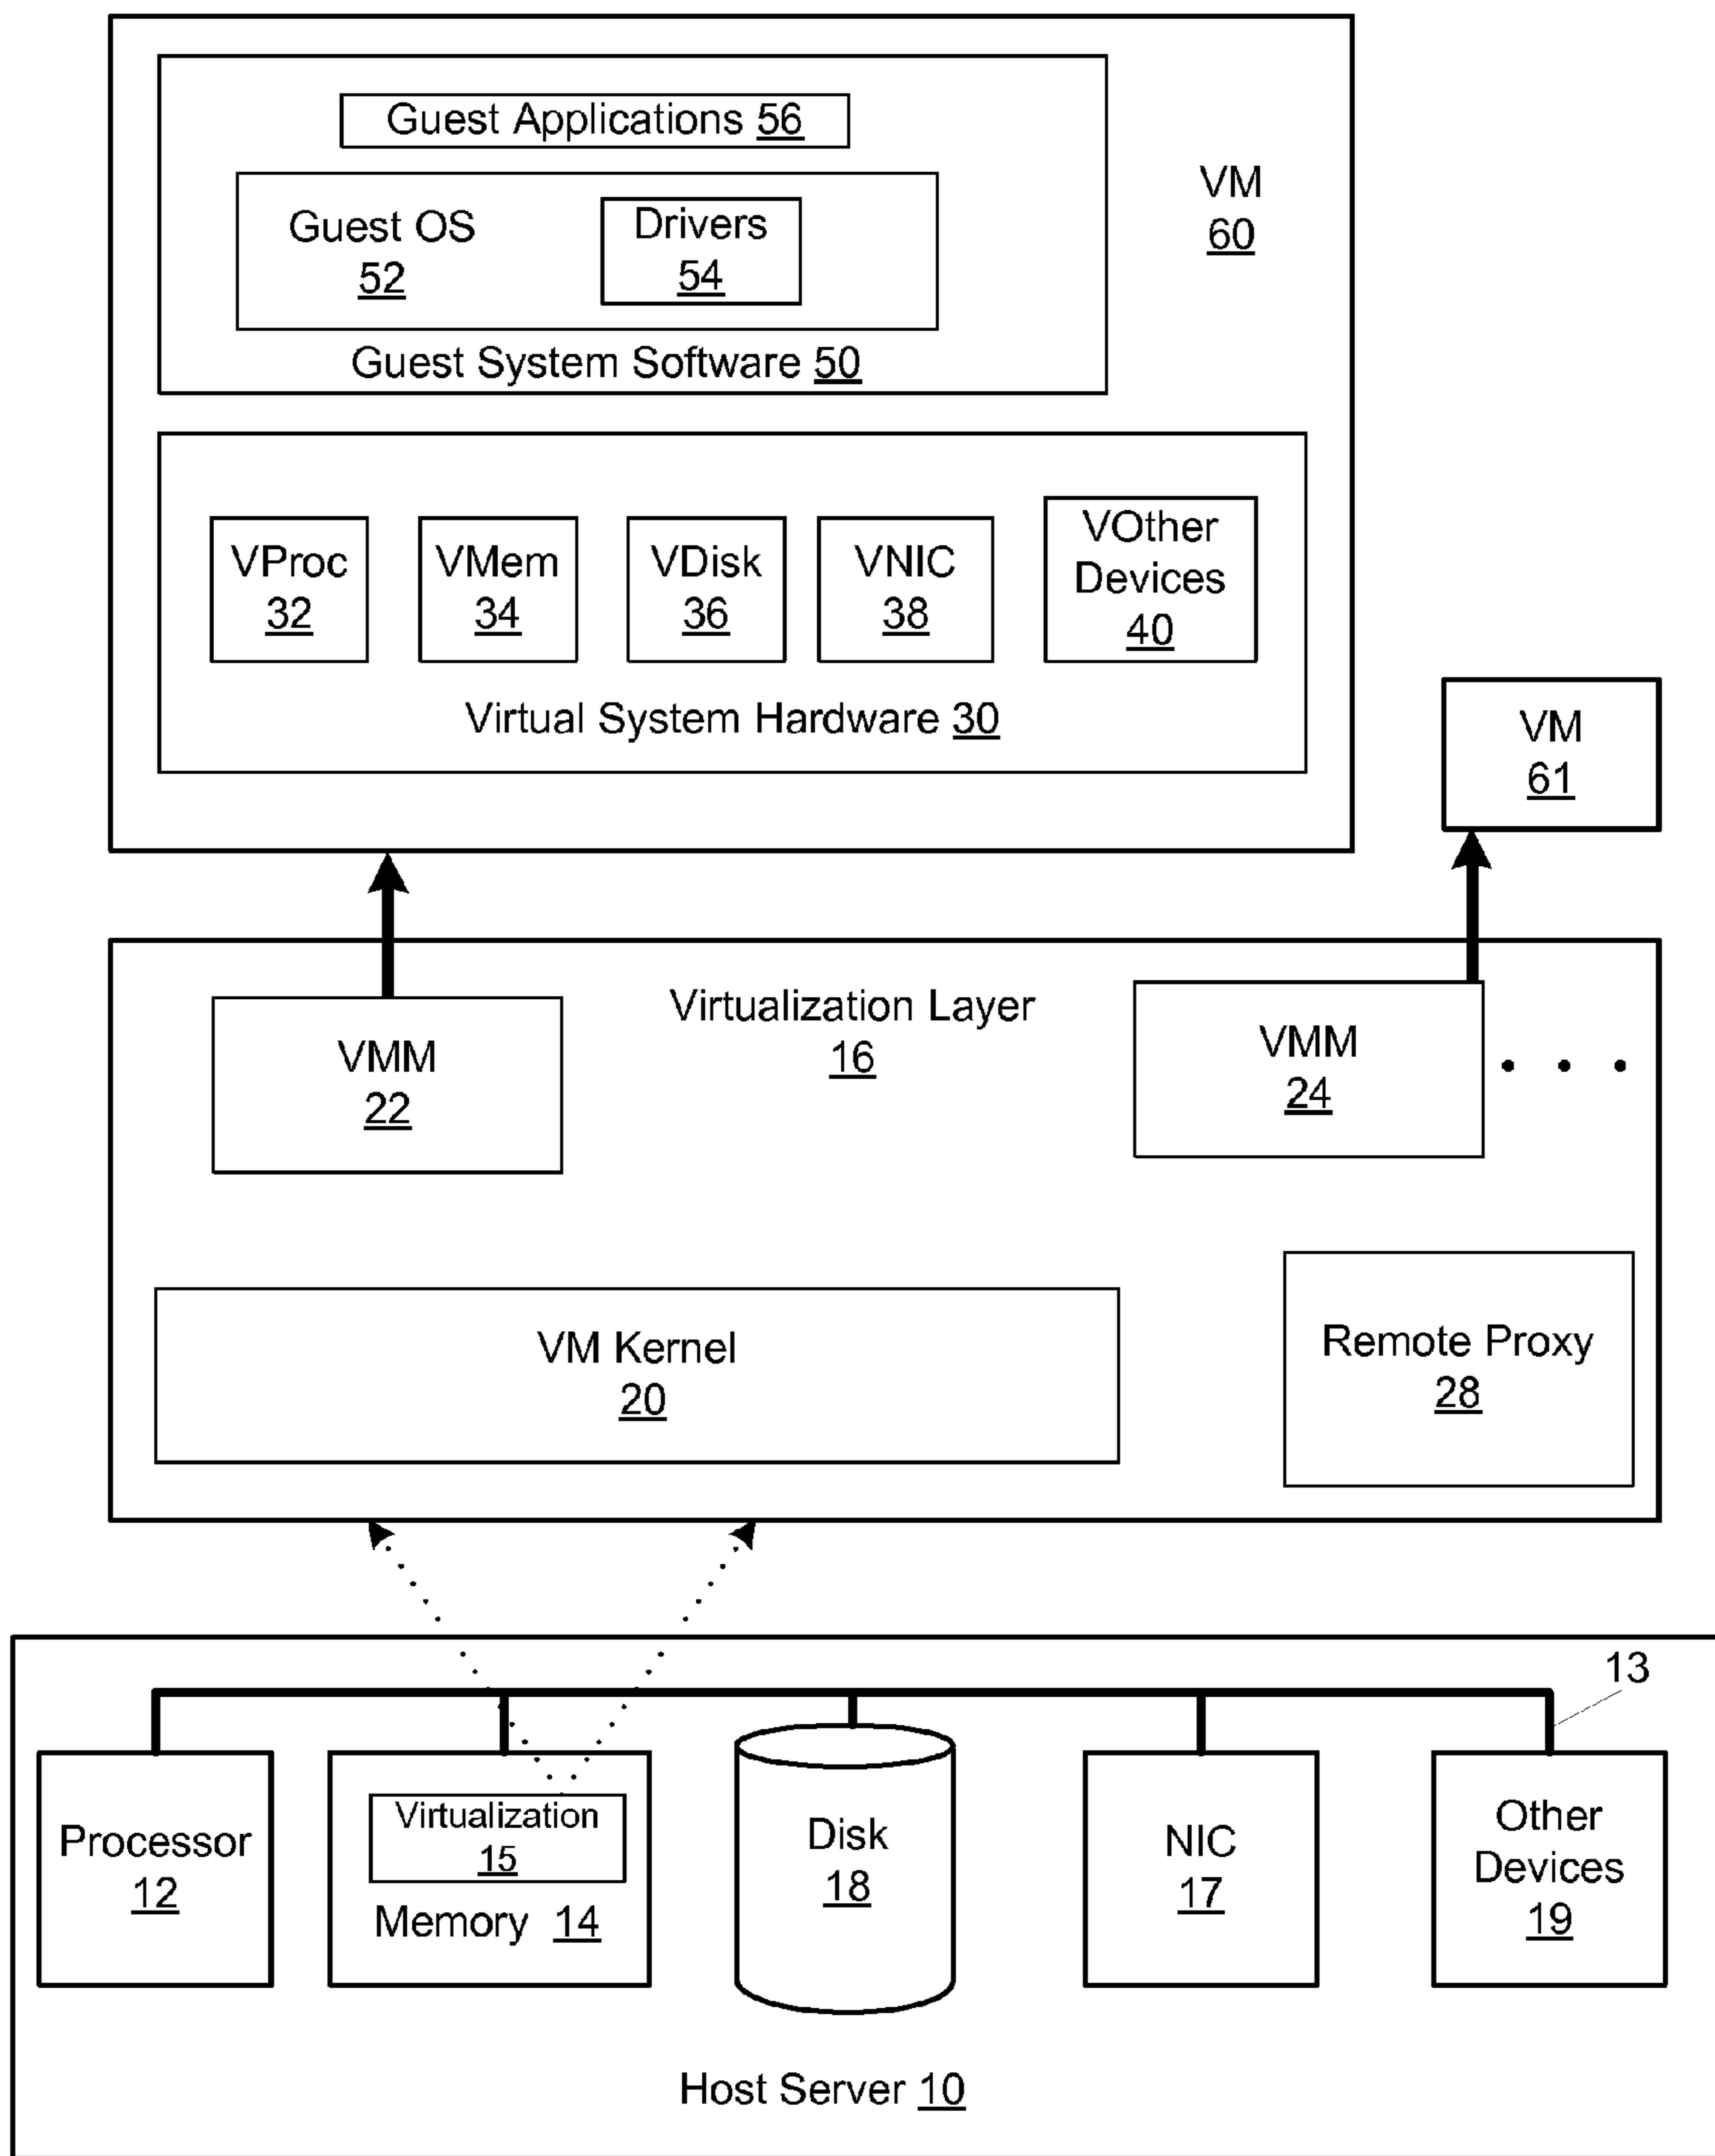 Guest Applications 56
VM
60
Guest OS
52
Drivers
54
Guest System Software 50
VProc
32
VMem
34
VDisk
36
VNIC
38
VOther
Devices
40
Virtual System Hardware 30
VM
61
Virtualization Layer
16
VMM
22
VMM
24
. . .
VM Kernel
20
Remote Proxy
28
13
Processor
12
Virtualization
15
Memory 14
Disk
18
NIC
17
Other
Devices
19
Host Server 10